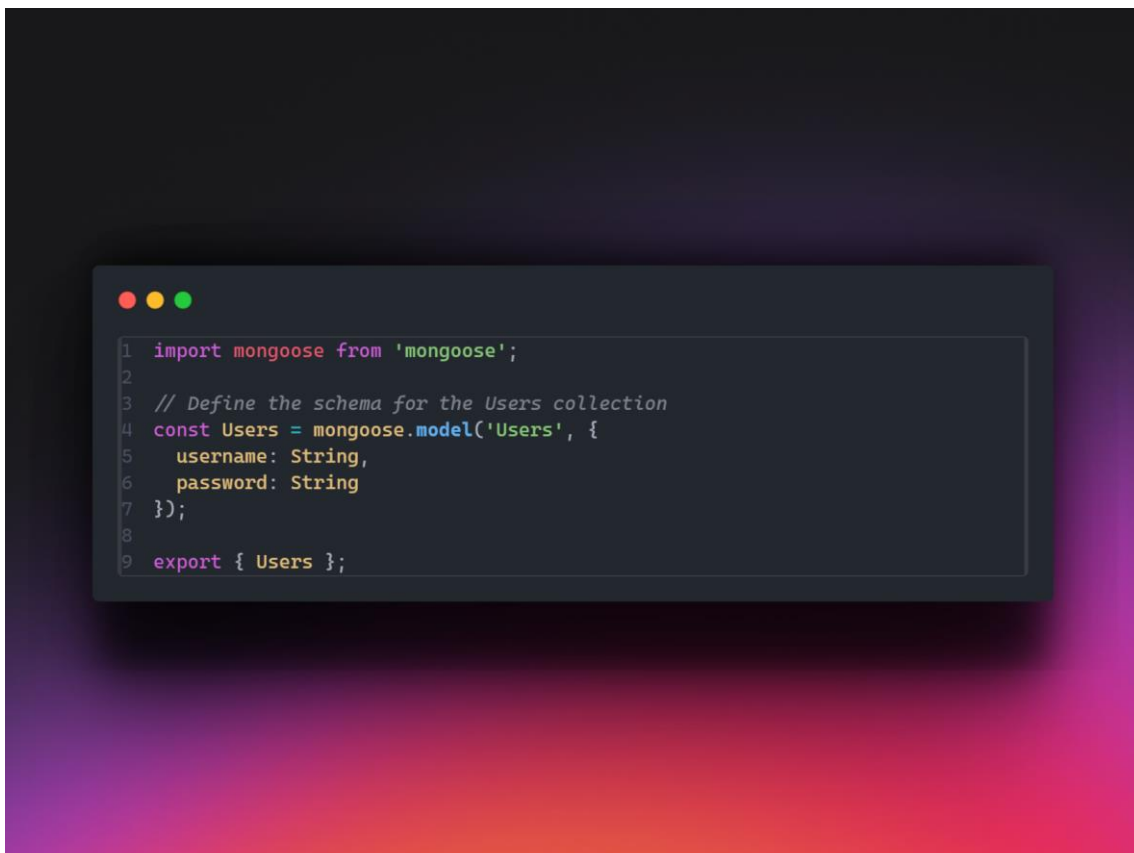 1 import mongoose from 'mongoose';
2
3 // Define the schema for the Users collection
4 const Users = mongoose.model('Users', {
5   username: String,
6   password: String
7 });
8
9 export { Users };